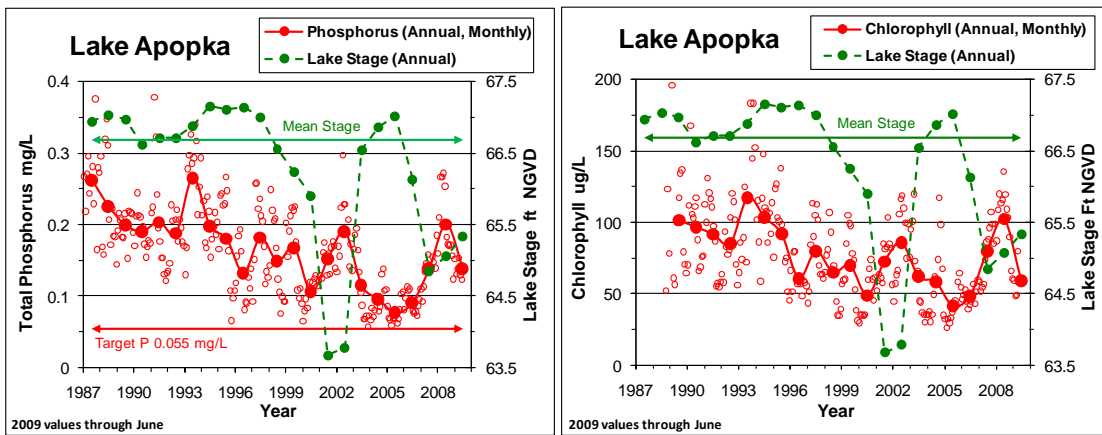 Lake Apopka
Phosphorus (Annual, Monthly)
Lake Stage (Annual)
Total Phosphorus mg/L
0.4
0.3
0.2
0.1
0
Lake Stage ft NGVD
67.5
66.5
65.5
64.5
63.5
Mean Stage
Target P 0.055 mg/L
1987 1990 1993 1996 1999 2002 2005 2008
Year
2009 values through June
Lake Apopka
Chlorophyll (Annual, Monthly)
Lake Stage (Annual)
Chlorophyll ug/L
200
150
100
50
0
Lake Stage Ft NGVD
67.5
66.5
65.5
64.5
63.5
Mean Stage
1987 1990 1993 1996 1999 2002 2005 2008
Year
2009 values through June